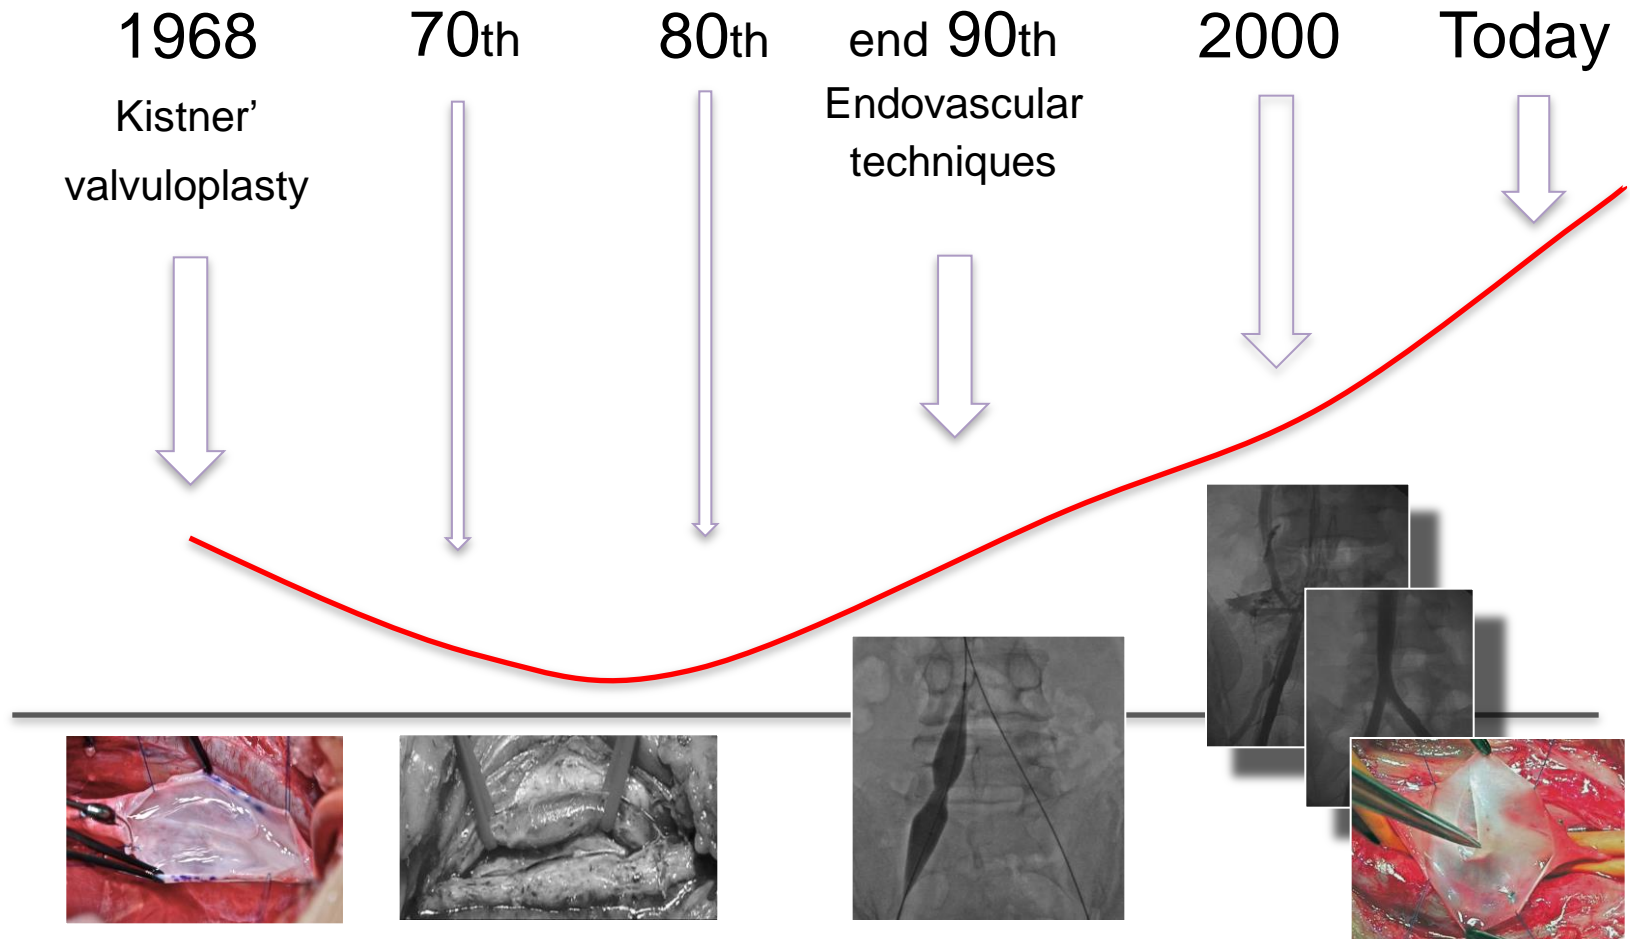 1968
Kistner’
valvuloplasty
70th
80th
end 90th
Endovascular
techniques
2000
Today